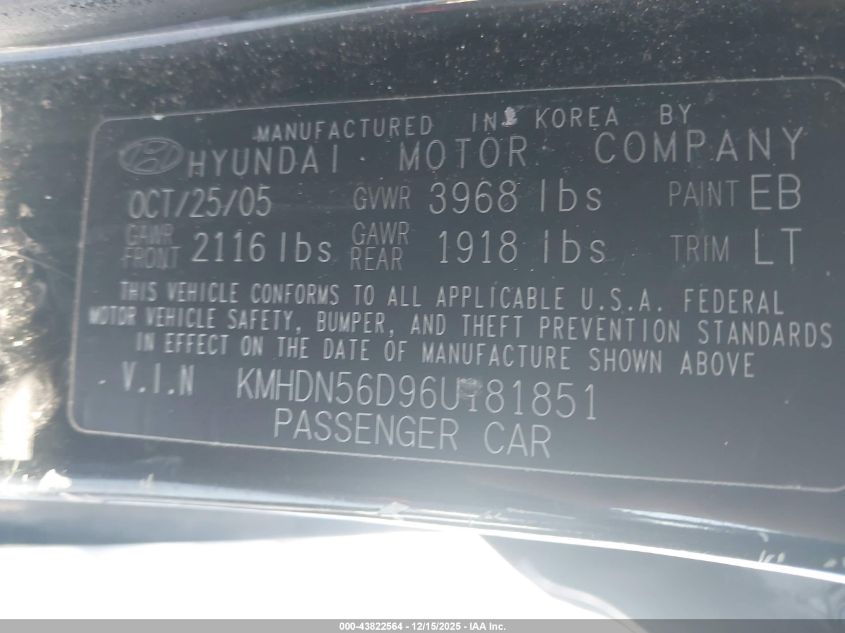 MANUFACTURED IN KOREA BY
HYUNDAI MOTOR COMPANY
OCT/25/05 GVWR 3968 lbs PAINT EB
GAWR FRONT 2116 lbs GAWR REAR 1918 lbs TRIM LT
THIS VEHICLE CONFORMS TO ALL APPLICABLE U.S.A. FEDERAL
MOTOR VEHICLE SAFETY, BUMPER, AND THEFT PREVENTION STANDARDS
IN EFFECT ON THE DATE OF MANUFACTURE SHOWN ABOVE
V.I.N KMHDN56D96U181851
PASSENGER CAR
000-43822564 - 12/15/2025 - IAA Inc.